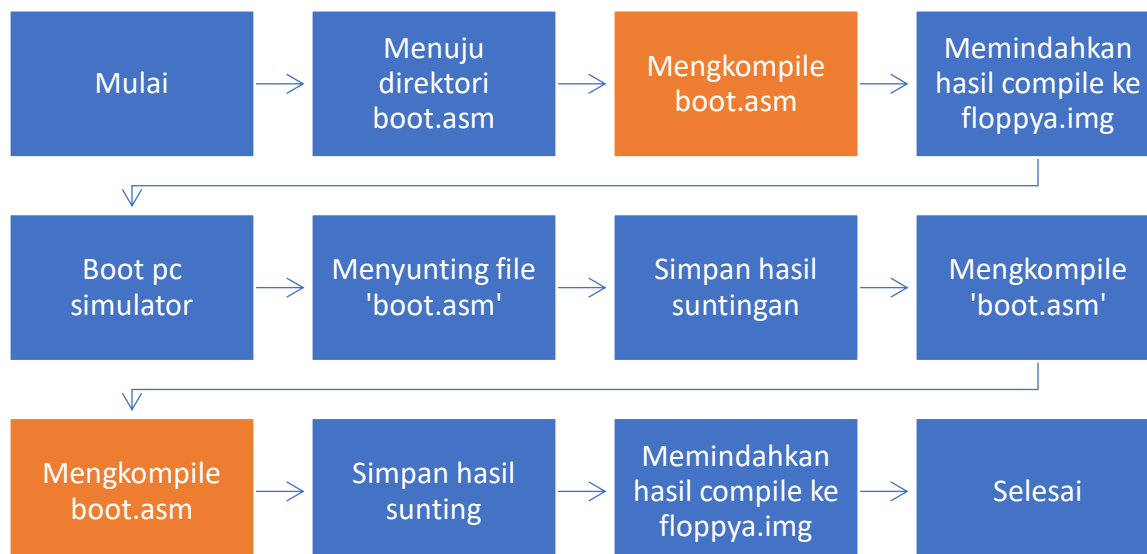 Mulai
Menuju
direktori
boot.asm
Mengkompile
boot.asm
Memindahkan
hasil compile ke
floppya.img
Boot pc
simulator
Menyunting file
'boot.asm'
Simpan hasil
suntingan
Mengkompile
'boot.asm'
Mengkompile
boot.asm
Simpan hasil
sunting
Memindahkan
hasil compile ke
floppya.img
Selesai